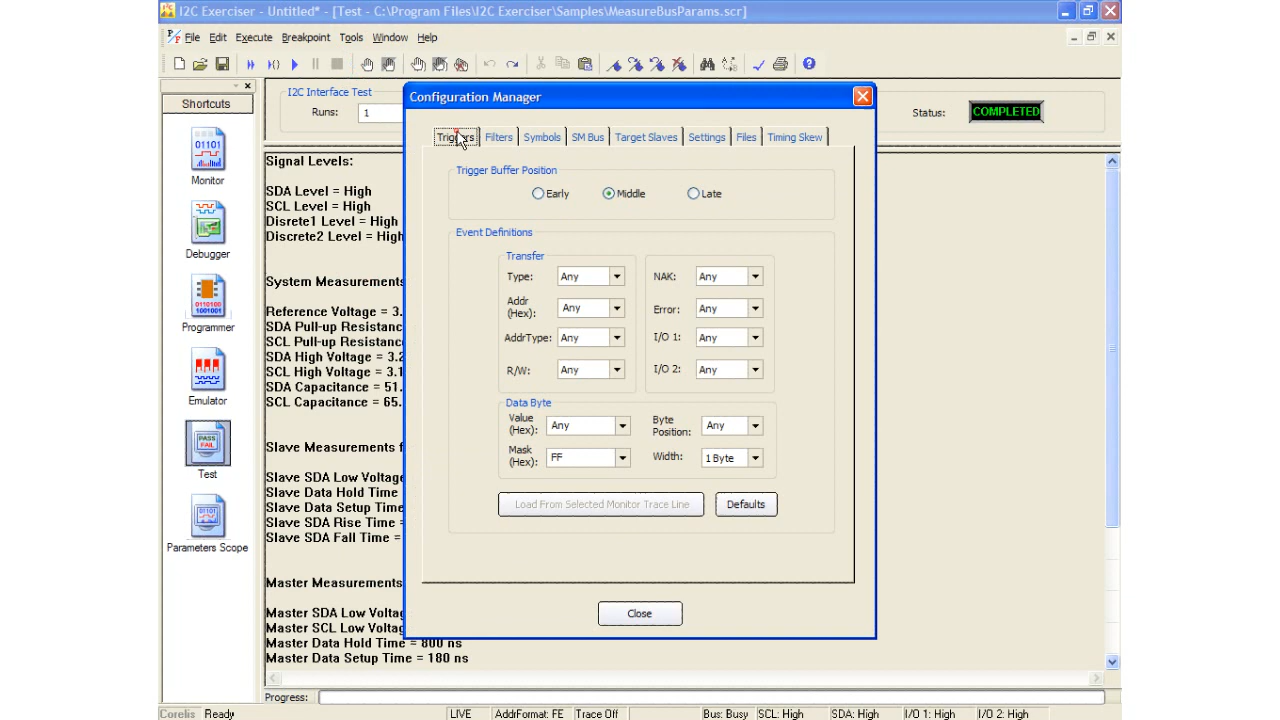 I2C Exerciser - Untitled* - [Test - C:\Program Files\I2C Exerciser\Samples\MeasureBusParams.scr]
File Edit Execute Breakpoint Tools Window Help
Shortcuts
Monitor
Debugger
Programmer
Emulator
PASS
FAIL
Test
Parameters Scope
I2C Interface Test
Runs: 1
Status: COMPLETED
Signal Levels:
SDA Level = High
SCL Level = High
Disrete1 Level = High
Discrete2 Level = High
System Measurements
Reference Voltage = 3.
SDA Pull-up Resistanc
SCL Pull-up Resistanc
SDA High Voltage = 3.2
SCL High Voltage = 3.1
SDA Capacitance = 51.
SCL Capacitance = 65.
Slave Measurements f
Slave SDA Low Voltage
Slave Data Hold Time
Slave Data Setup Time
Slave SDA Rise Time =
Slave SDA Fall Time =
Master Measurements
Master SDA Low Voltag
Master SCL Low Voltag
Master Data Hold Time = 800 ns
Master Data Setup Time = 180 ns
Configuration Manager
Triggers Filters Symbols SM Bus Target Slaves Settings Files Timing Skew
Trigger Buffer Position
Early Middle Late
Event Definitions
Transfer
Type: Any NAK: Any
Addr (Hex): Any Error: Any
AddrType: Any I/O 1: Any
R/W: Any I/O 2: Any
Data Byte
Value (Hex): Any Byte Position: Any
Mask (Hex): FF Width: 1 Byte
Load From Selected Monitor Trace Line Defaults
Close
Progress:
Corelis Ready LIVE AddrFormat: FE Trace Off Bus: Busy SCL: High SDA: High I/O 1: High I/O 2: High